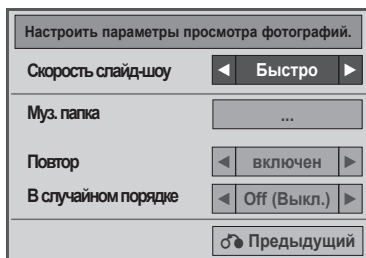 Настроить параметры просмотра фотографий.
Скорость слайд-шоу ◄ Быстро ►
Муз. папка ...
Повтор ◄ включен ►
В случайном порядке ◄ Off (Выкл.) ►
Предыдущий